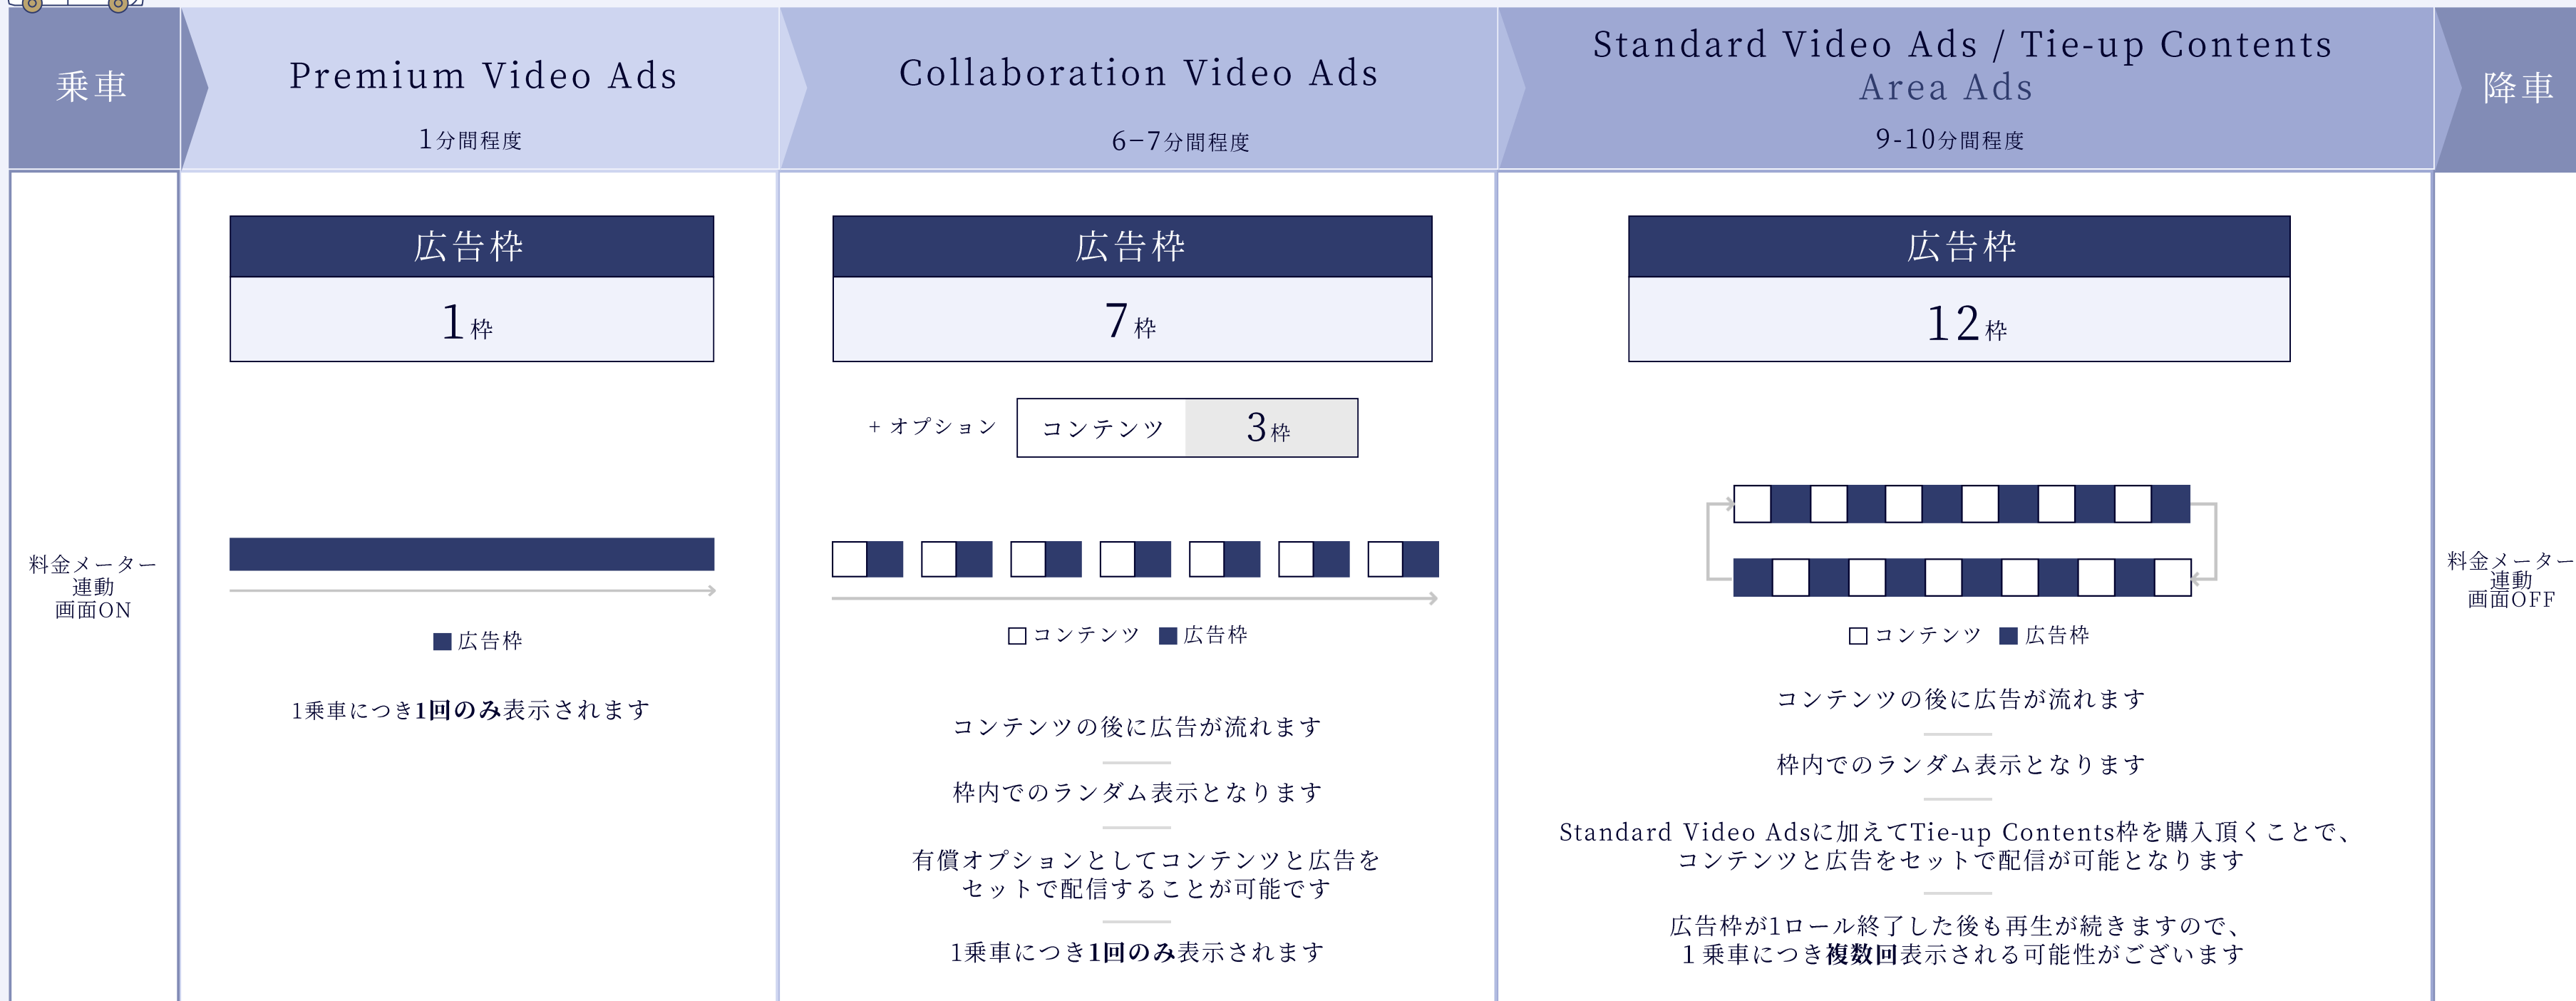 乗車
Premium Video Ads
1分間程度
Collaboration Video Ads
6−7分間程度
Standard Video Ads / Tie-up Contents
Area Ads
9-10分間程度
降車
料金メーター
連動
画面ON
広告枠
1枠
広告枠
1乗車につき1回のみ表示されます
広告枠
7枠
+ オプション
コンテンツ 3枠
コンテンツ 広告枠
コンテンツの後に広告が流れます
枠内でのランダム表示となります
有償オプションとしてコンテンツと広告を
セットで配信することが可能です
1乗車につき1回のみ表示されます
広告枠
12枠
コンテンツ 広告枠
コンテンツの後に広告が流れます
枠内でのランダム表示となります
Standard Video Adsに加えてTie-up Contents枠を購入頂くことで、
コンテンツと広告をセットで配信が可能となります
広告枠が1ロール終了した後も再生が続きますので、
１乗車につき複数回表示される可能性がございます
料金メーター
連動
画面OFF